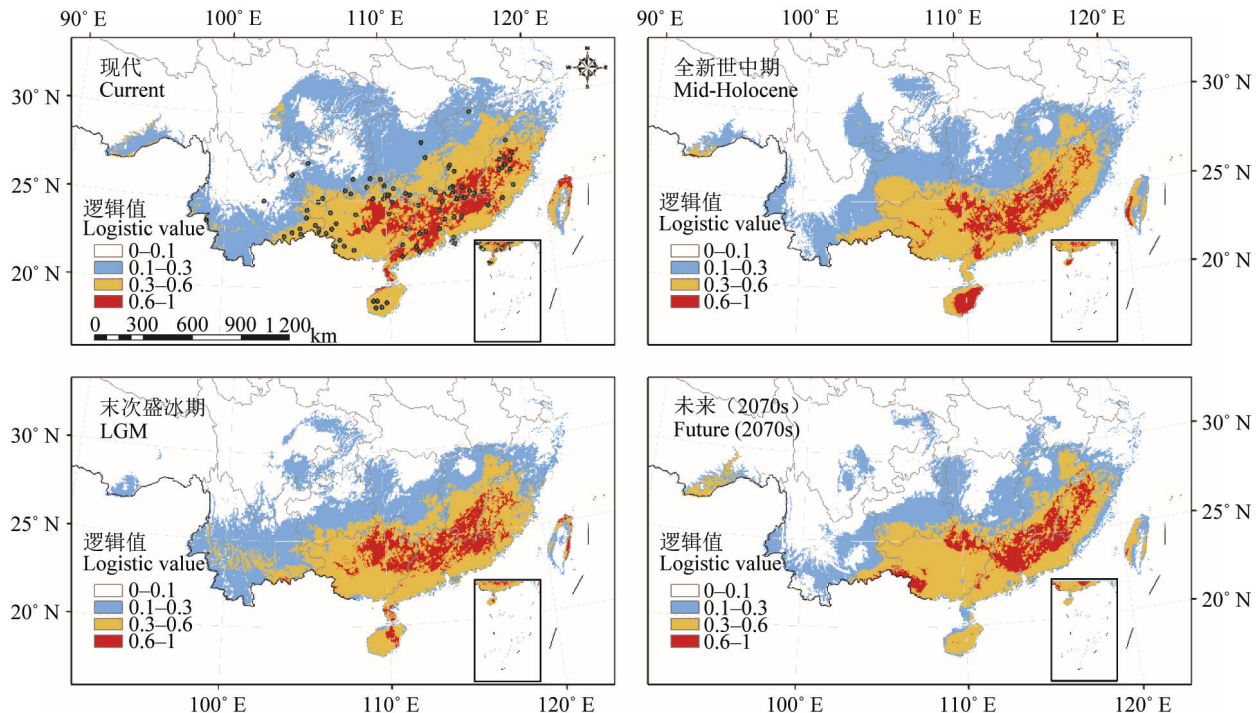 90° E
100° E
110° E
120° E
90° E
100° E
110° E
120° E
现代
Current
N
W
E
S
30° N
25° N
20° N
逻辑值
Logistic value
0–0.1
0.1–0.3
0.3–0.6
0.6–1
0 300 600 900 1 200
km
全新世中期
Mid-Holocene
30° N
25° N
20° N
逻辑值
Logistic value
0–0.1
0.1–0.3
0.3–0.6
0.6–1
末次盛冰期
LGM
30° N
25° N
20° N
逻辑值
Logistic value
0–0.1
0.1–0.3
0.3–0.6
0.6–1
未来（2070s）
Future (2070s)
30° N
25° N
20° N
逻辑值
Logistic value
0–0.1
0.1–0.3
0.3–0.6
0.6–1
100° E
110° E
120° E
100° E
110° E
120° E